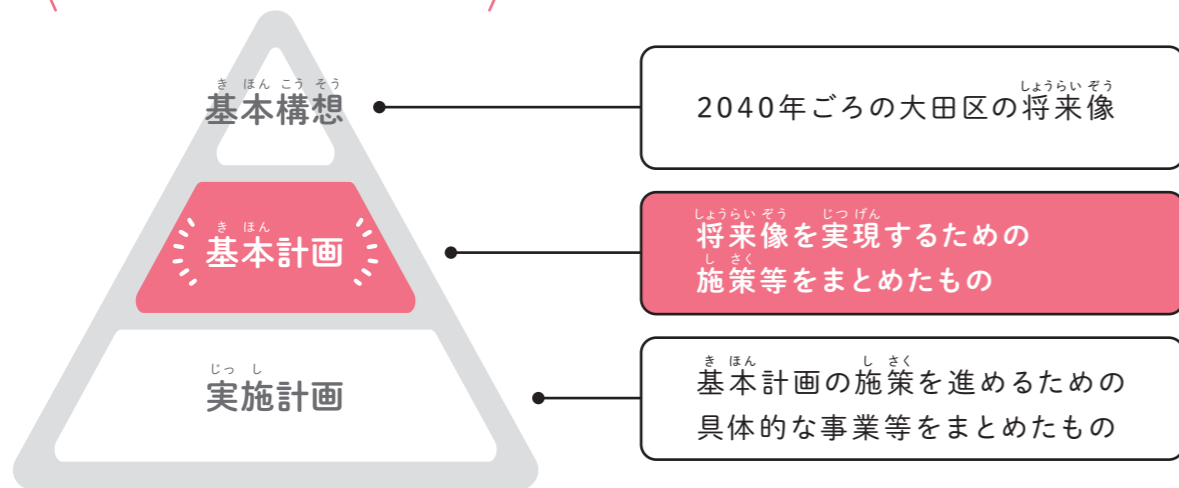 き ほん こう そう
基本構想
しょうらい ぞう
2040年ごろの大田区の将来像
き ほん
基本計画
しょうらい ぞう じつ げん
将来像を実現するための
し さく
施策等をまとめたもの
じっ し
実施計画
き ほん し さく
基本計画の施策を進めるための
具体的な事業等をまとめたもの